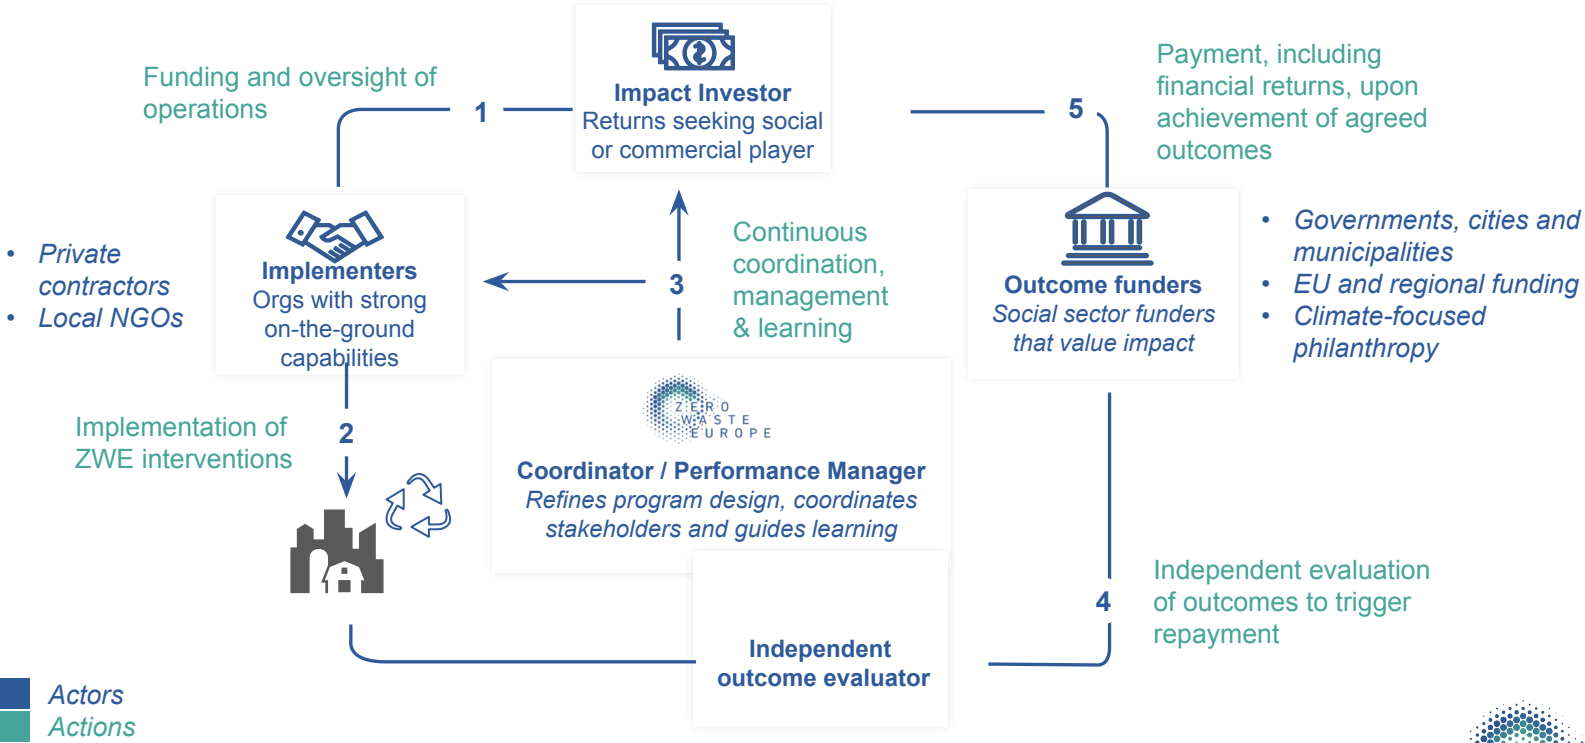 Funding and oversight of
operations
1
Impact Investor
Returns seeking social
or commercial player
5
Payment, including
financial returns, upon
achievement of agreed
outcomes
• Private
contractors
• Local NGOs
Implementers
Orgs with strong
on-the-ground
capabilities
3
Continuous
coordination,
management
& learning
Outcome funders
Social sector funders
that value impact
• Governments, cities and
municipalities
• EU and regional funding
• Climate-focused
philanthropy
Implementation of
ZWE interventions
2
ZERO
WASTE
EUROPE
Coordinator / Performance Manager
Refines program design, coordinates
stakeholders and guides learning
4
Independent evaluation
of outcomes to trigger
repayment
Independent
outcome evaluator
Actors
Actions